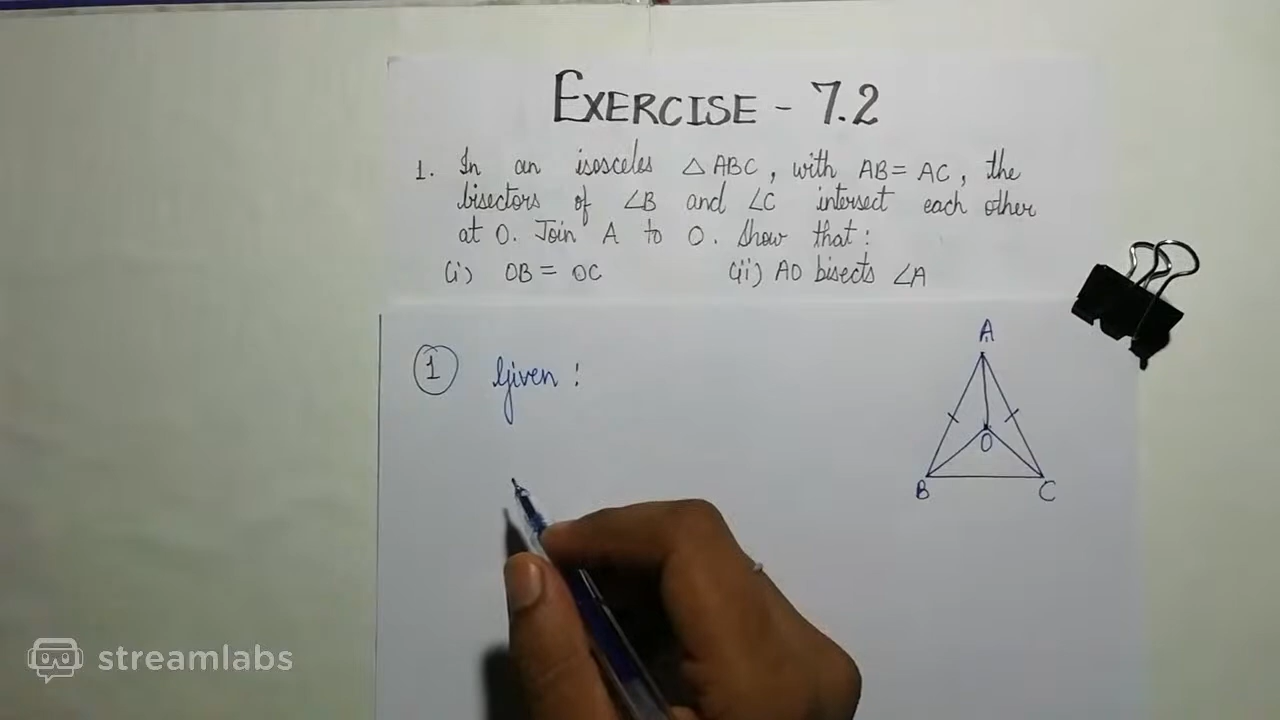 EXERCISE - 7.2
1. In an isosceles △ ABC, with AB = AC, the
bisectors of ∠B and ∠C intersect each other
at O. Join A to O. Show that:
(i) OB = OC (ii) AO bisects ∠A
1 Given :
A
O
B C
streamlabs